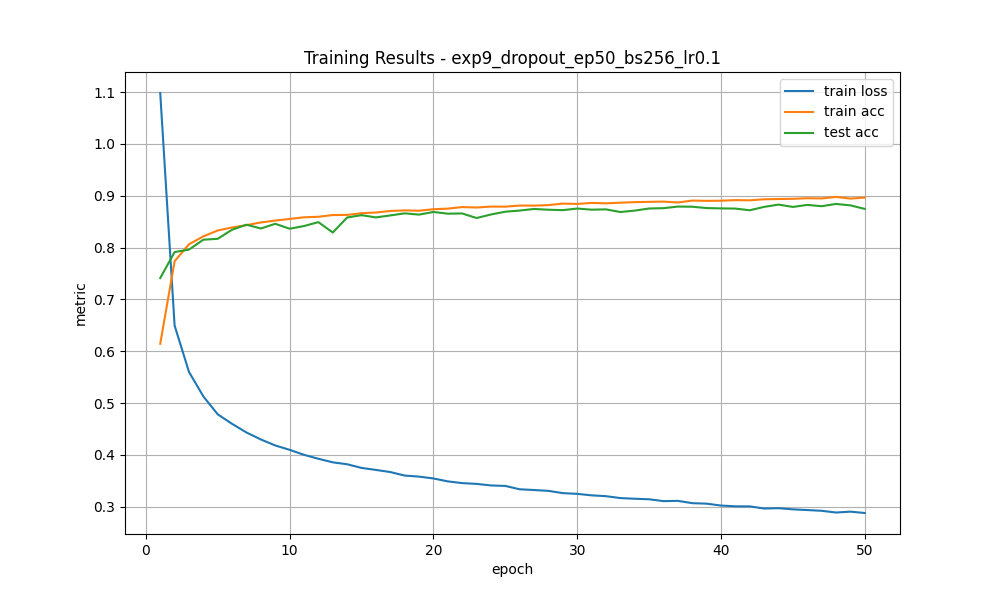 Training Results - exp9_dropout_ep50_bs256_lr0.1
train loss
train acc
test acc
1.1
1.0
0.9
0.8
0.7
0.6
0.5
0.4
0.3
metric
0 10 20 30 40 50
epoch